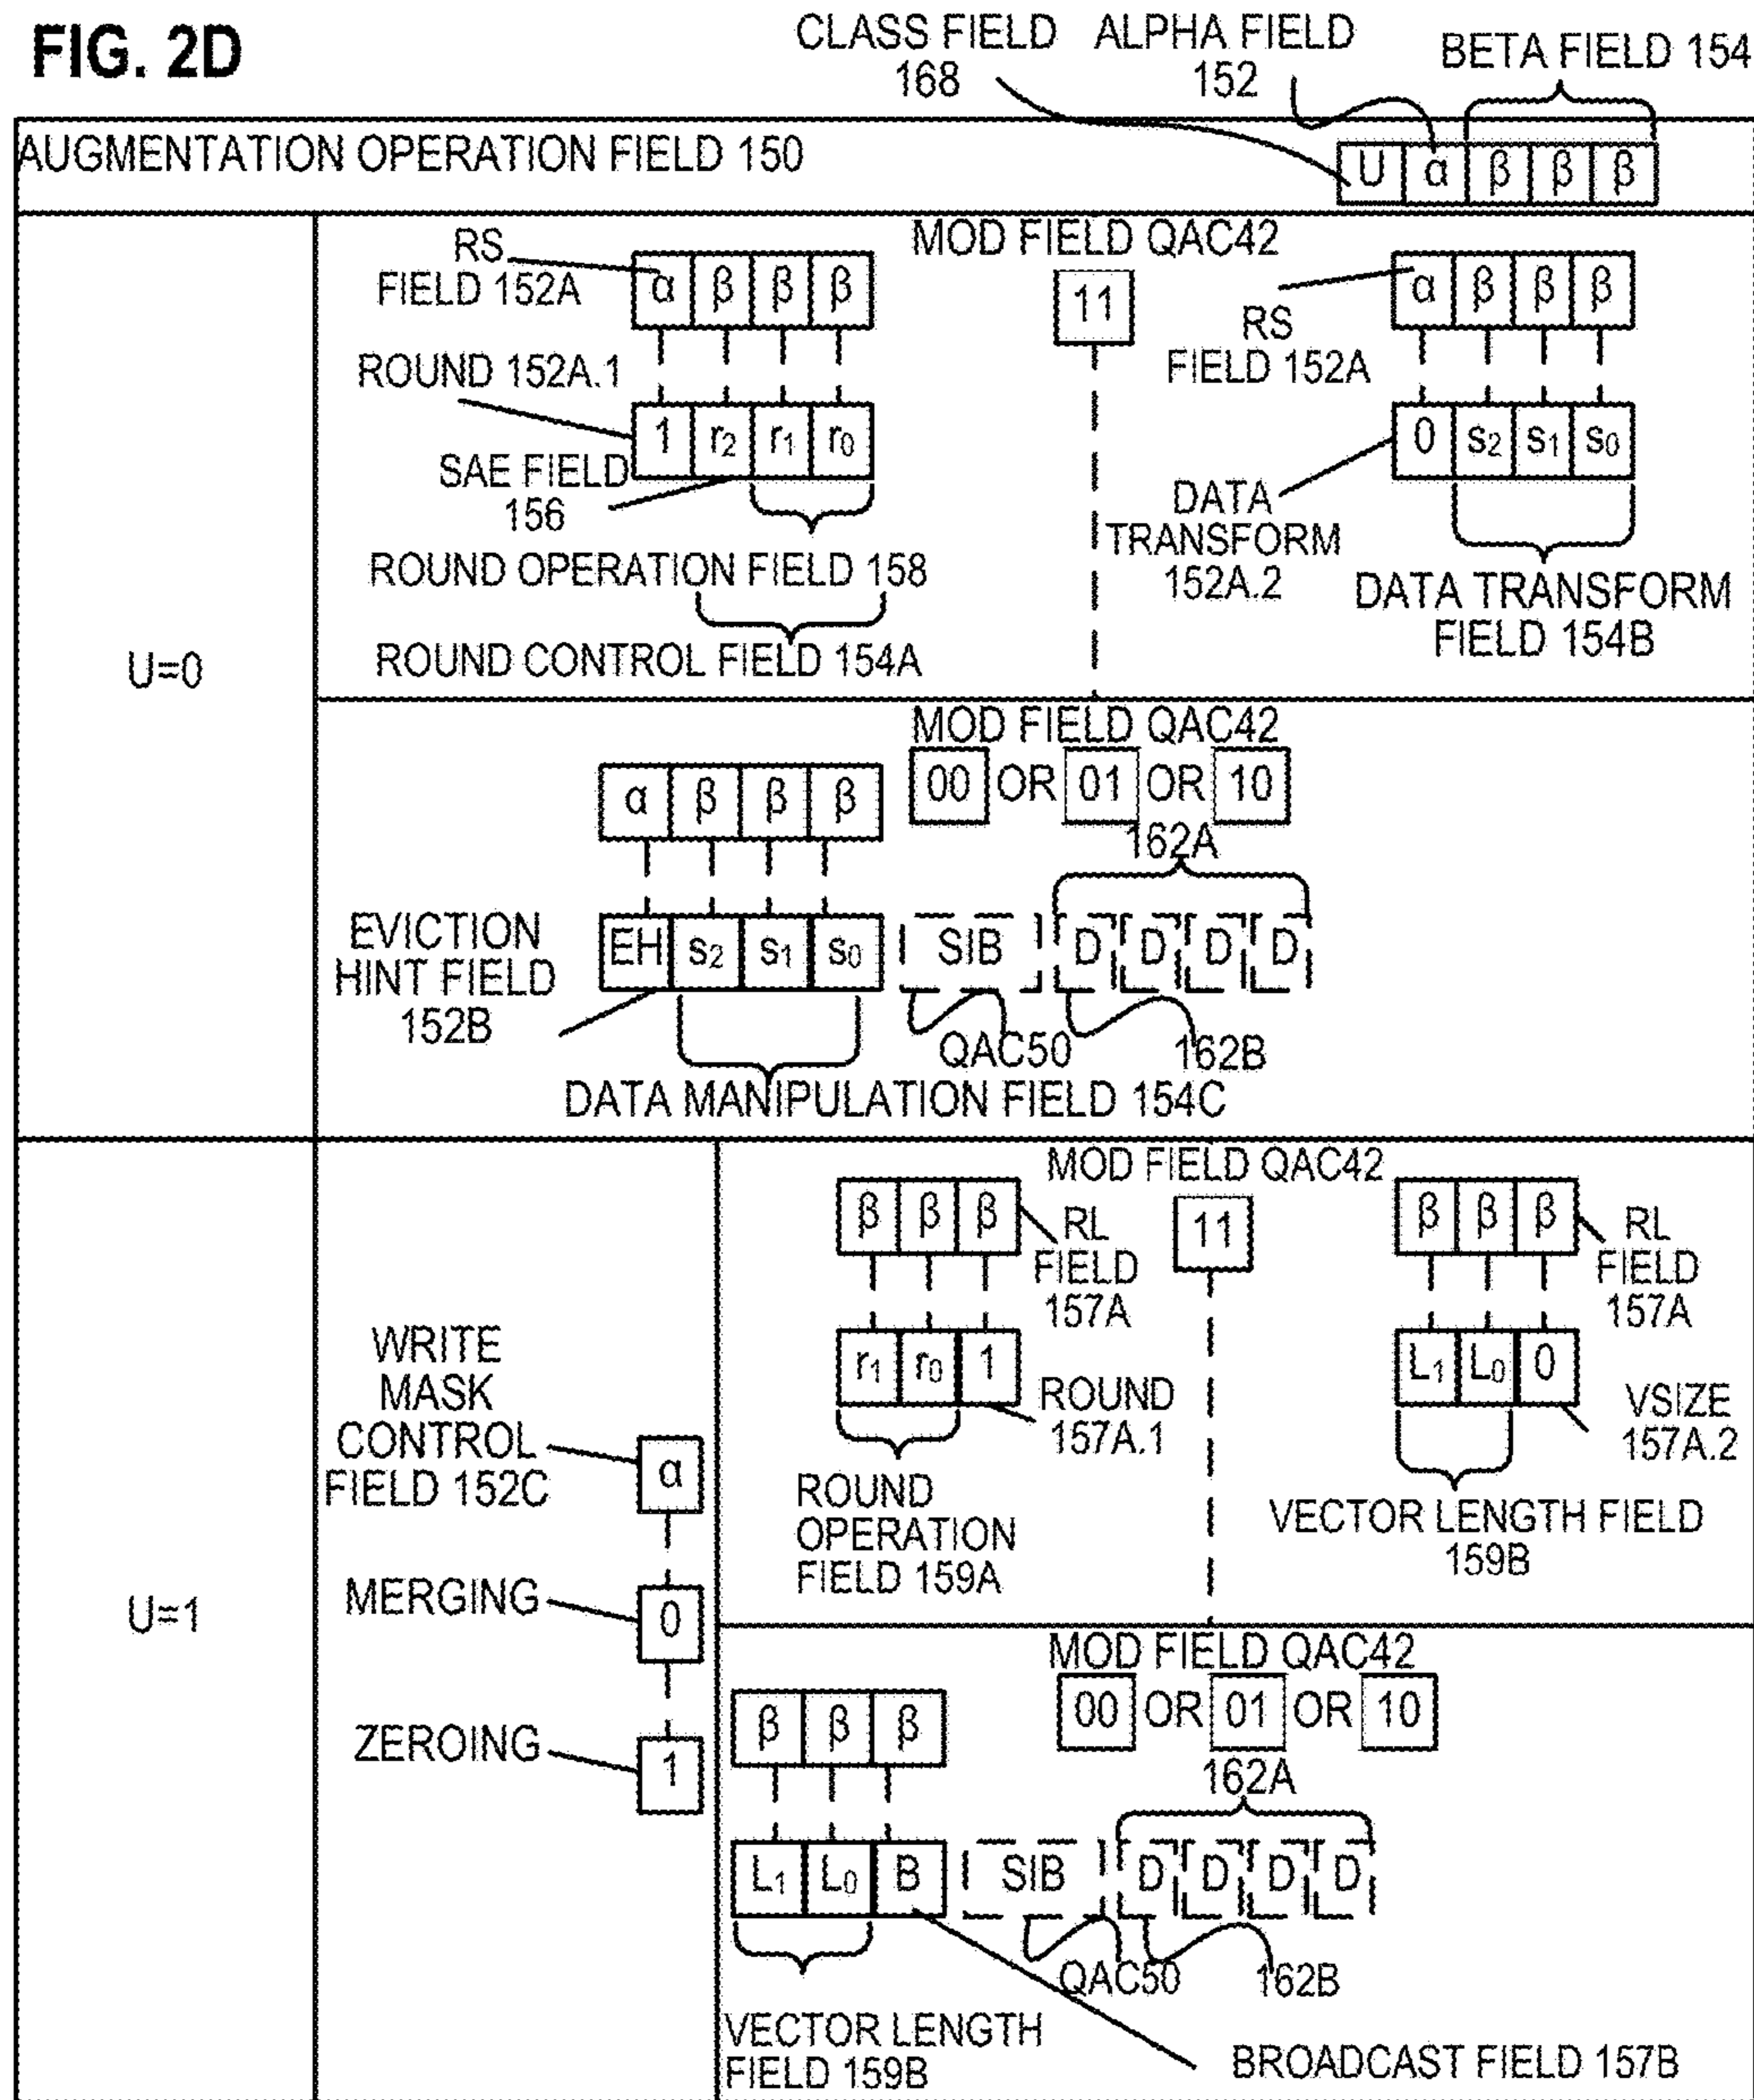 FIG. 2D
CLASS FIELD
168
ALPHA FIELD
152
BETA FIELD 154
AUGMENTATION OPERATION FIELD 150
U α β β β
U=0
MOD FIELD QAC42
11
RS
FIELD 152A
α β β β
ROUND 152A.1
1 r₂ r₁ r₀
SAE FIELD
156
ROUND OPERATION FIELD 158
ROUND CONTROL FIELD 154A
α β β β
RS
FIELD 152A
0 s₂ s₁ s₀
DATA
TRANSFORM
152A.2
DATA TRANSFORM
FIELD 154B
MOD FIELD QAC42
00 OR 01 OR 10
α β β β
162A
EVICTION
HINT FIELD
152B
EH s₂ s₁ s₀ SIB D D D D
QAC50
162B
DATA MANIPULATION FIELD 154C
U=1
WRITE
MASK
CONTROL
FIELD 152C
α
MERGING
0
ZEROING
1
MOD FIELD QAC42
11
β β β
RL
FIELD
157A
r₁ r₀ 1
ROUND
157A.1
ROUND
OPERATION
FIELD 159A
β β β
RL
FIELD
157A
L₁ L₀ 0
VSIZE
157A.2
VECTOR LENGTH FIELD
159B
MOD FIELD QAC42
00 OR 01 OR 10
β β β
162A
L₁ L₀ B SIB D D D D
QAC50
162B
VECTOR LENGTH
FIELD 159B
BROADCAST FIELD 157B